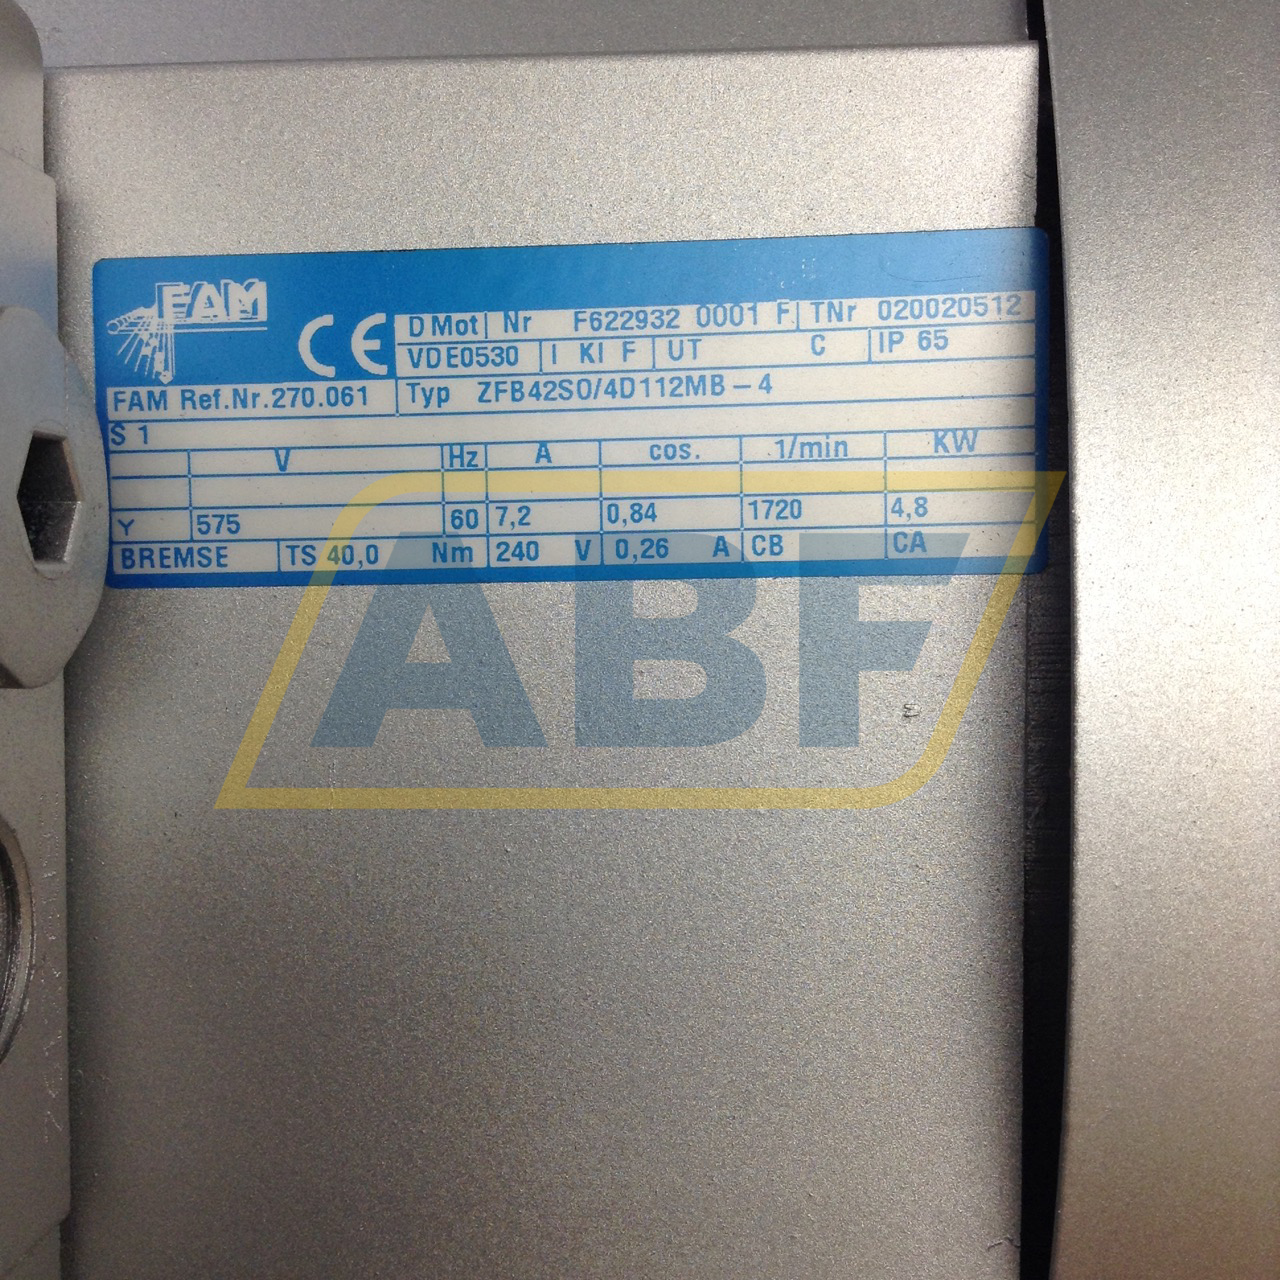 FAM
CE
D Mot Nr F622932 0001 F TNr 020020512
VDE0530 I KI F UT C IP 65
FAM Ref.Nr.270.061 Typ ZFB42SO/4D112MB-4
S 1
V Hz A cos. 1/min KW
Y 575 60 7,2 0,84 1720 4,8
BREMSE TS 40,0 Nm 240 V 0,26 A CB CA
ABF